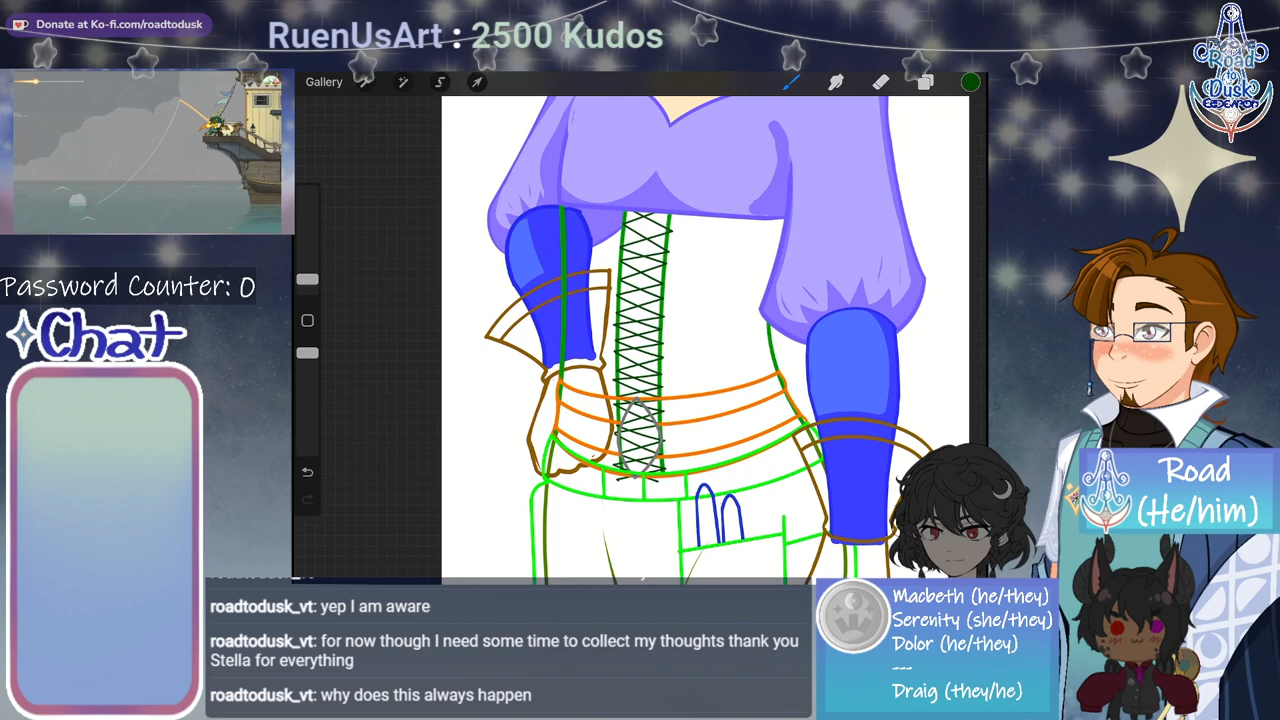 Donate at Ko-fi.com/roadtodusk
RuenUsArt : 2500 Kudos
Road
to
Dusk
Gallery
Password Counter: 0
Chat
roadtodusk_vt: yep I am aware
roadtodusk_vt: for now though I need some time to collect my thoughts thank you
Stella for everything
roadtodusk_vt: why does this always happen
Road
(He/him)
Macbeth (he/they)
Serenity (she/they)
Dolor (he/they)
---
Draig (they/he)